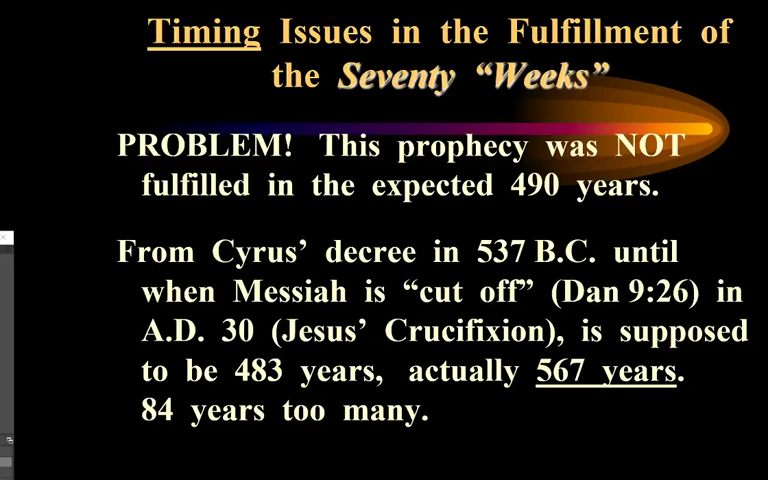 Timing Issues in the Fulfillment of
the Seventy “Weeks”
PROBLEM! This prophecy was NOT
fulfilled in the expected 490 years.
From Cyrus’ decree in 537 B.C. until
when Messiah is “cut off” (Dan 9:26) in
A.D. 30 (Jesus’ Crucifixion), is supposed
to be 483 years, actually 567 years.
84 years too many.